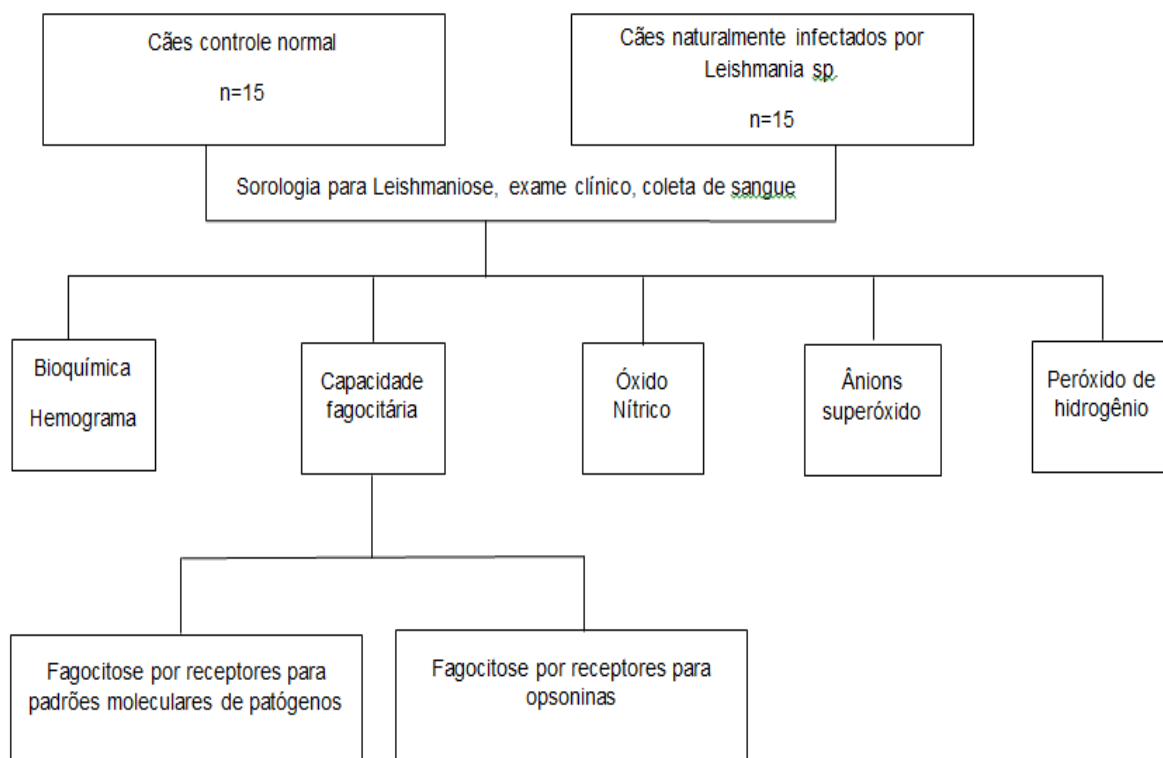 Cães controle normal
n=15
Cães naturalmente infectados por
Leishmania sp.
n=15
Sorologia para Leishmaniose, exame clínico, coleta de sangue
Bioquímica
Hemograma
Capacidade
fagocitária
Óxido
Nítrico
Ânions
superóxido
Peróxido de
hidrogênio
Fagocitose por receptores para
padrões moleculares de patógenos
Fagocitose por receptores para
opsoninas